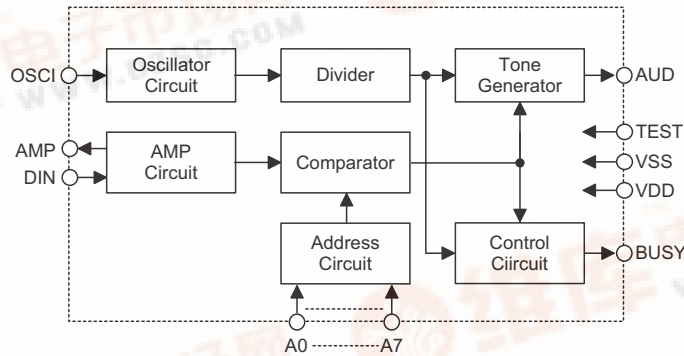 OSCI
Oscillator
Circuit
Divider
Tone
Generator
AUD
AMP
DIN
AMP
Circuit
Comparator
TEST
VSS
VDD
Address
Circuit
Control
Ciircuit
BUSY
A0
A7